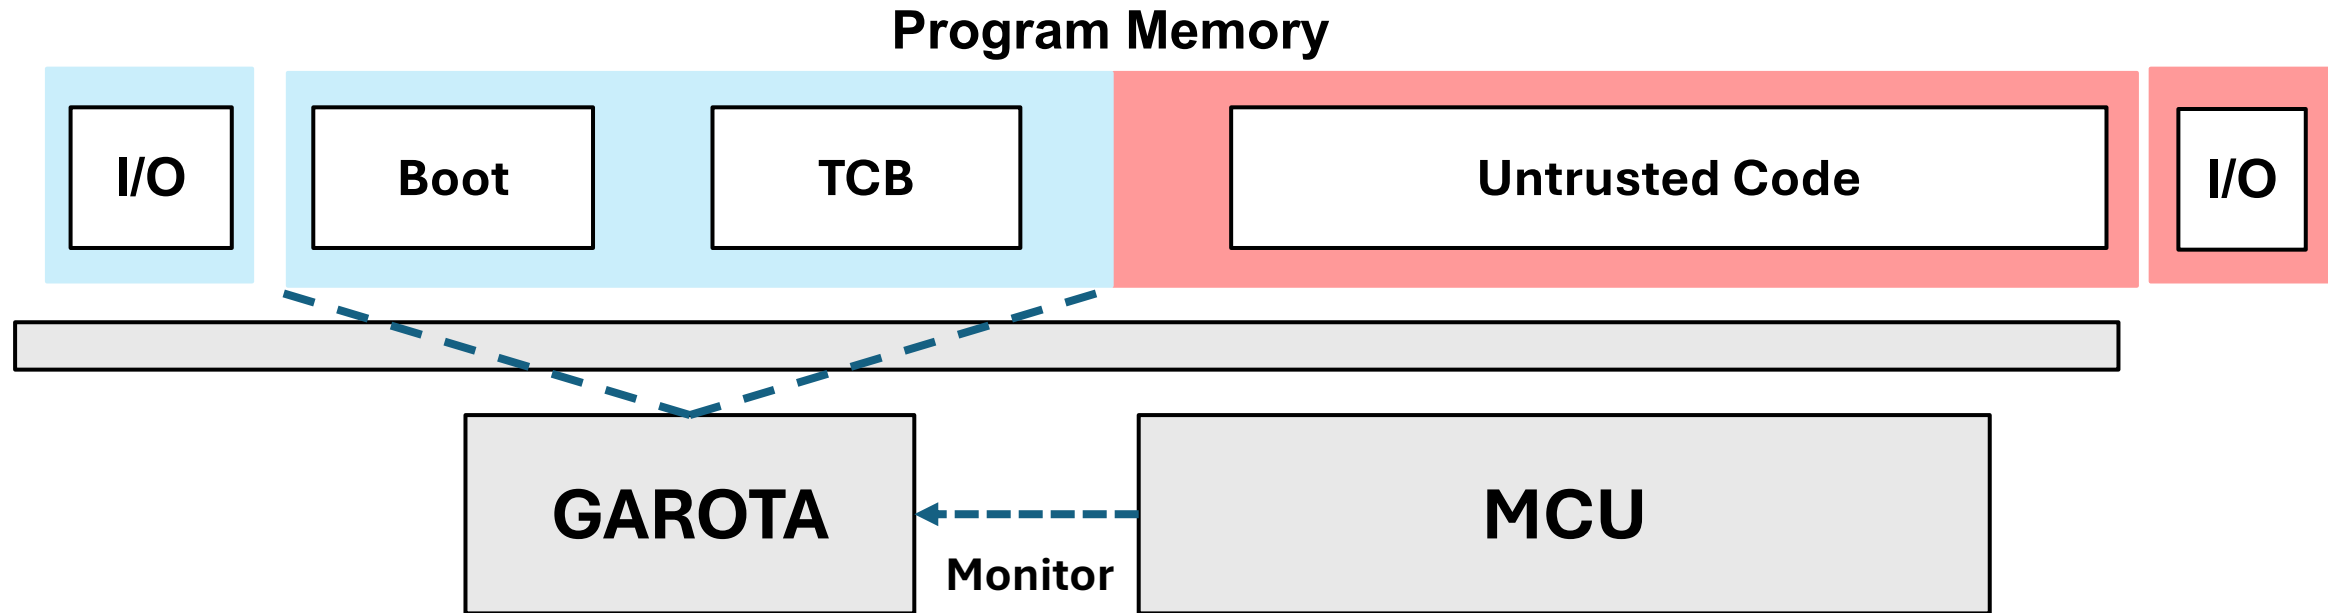 Program Memory
I/O
Boot
TCB
Untrusted Code
I/O
GAROTA
Monitor
MCU